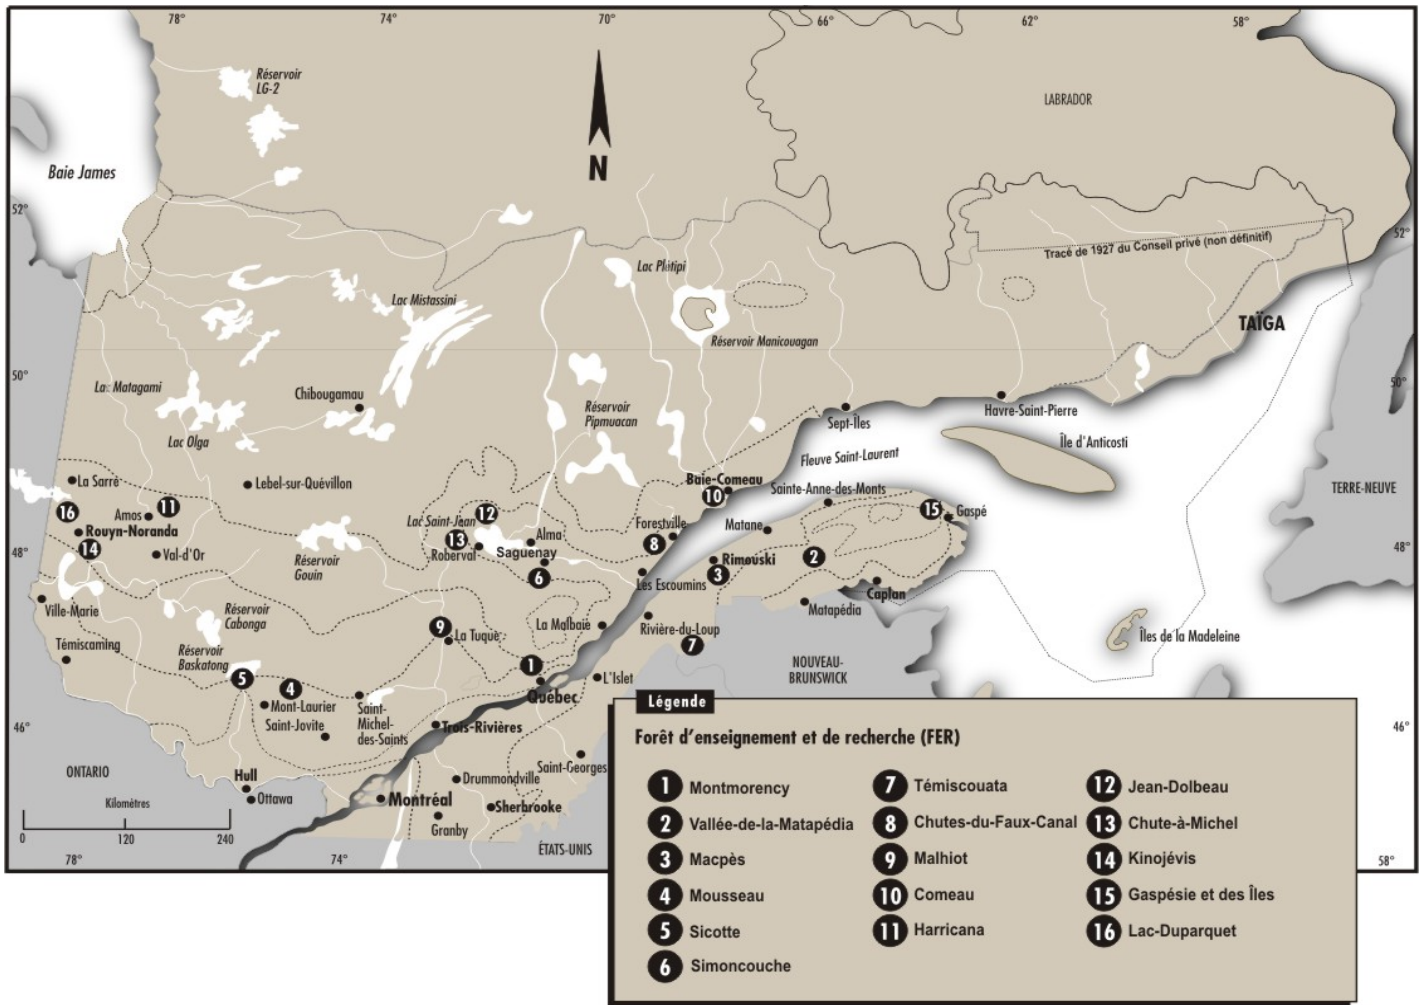 78°
74°
70°
66°
62°
58°
Réservoir
LG-2
LABRADOR
Baie James
N
52°
Tracé de 1927 du Conseil privé (non définitif)
52°
Lac Plétipi
Lac Mistassini
TAÏGA
Réservoir Manicouagan
50°
Lac Matagami
50°
Chibougamau
Réservoir
Pipmuacan
Havre-Saint-Pierre
Sept-Îles
Lac Olga
Île d'Anticosti
Fleuve Saint-Laurent
La Sarre
Lebel-sur-Quévillon
Baie-Comeau
10
Sainte-Anne-des-Monts
TERRE-NEUVE
16
11
Amos
12
Lac Saint-Jean
Forestville
Matane
15
Gaspé
Rouyn-Noranda
13
Alma
8
14
Val-d'Or
Roberval
Saguenay
48°
48°
Réservoir
Gouin
6
Rimouski
3
2
Les Escoumins
Caplan
Ville-Marie
Réservoir
Cabonga
9
La Tuque
La Malbaie
Rivière-du-Loup
Matapédia
Îles de la Madeleine
Témiscaming
Réservoir
Baskatong
7
NOUVEAU-
BRUNSWICK
5
4
1
L'Islet
Mont-Laurier
Saint-
Michel-
des-Saints
Québec
Saint-Jovite
46°
46°
Trois-Rivières
ONTARIO
Hull
Ottawa
Drummondville
Saint-Georges
Montréal
Sherbrooke
Granby
Kilomètres
0
120
240
ÉTATS-UNIS
78°
74°
58°
Légende
Forêt d'enseignement et de recherche (FER)
1 Montmorency
2 Vallée-de-la-Matapédia
3 Macpès
4 Mousseau
5 Sicotte
6 Simoncouche
7 Témiscouata
8 Chutes-du-Faux-Canal
9 Malhiot
10 Comeau
11 Harricana
12 Jean-Dolbeau
13 Chute-à-Michel
14 Kinojévis
15 Gaspésie et des Îles
16 Lac-Duparquet